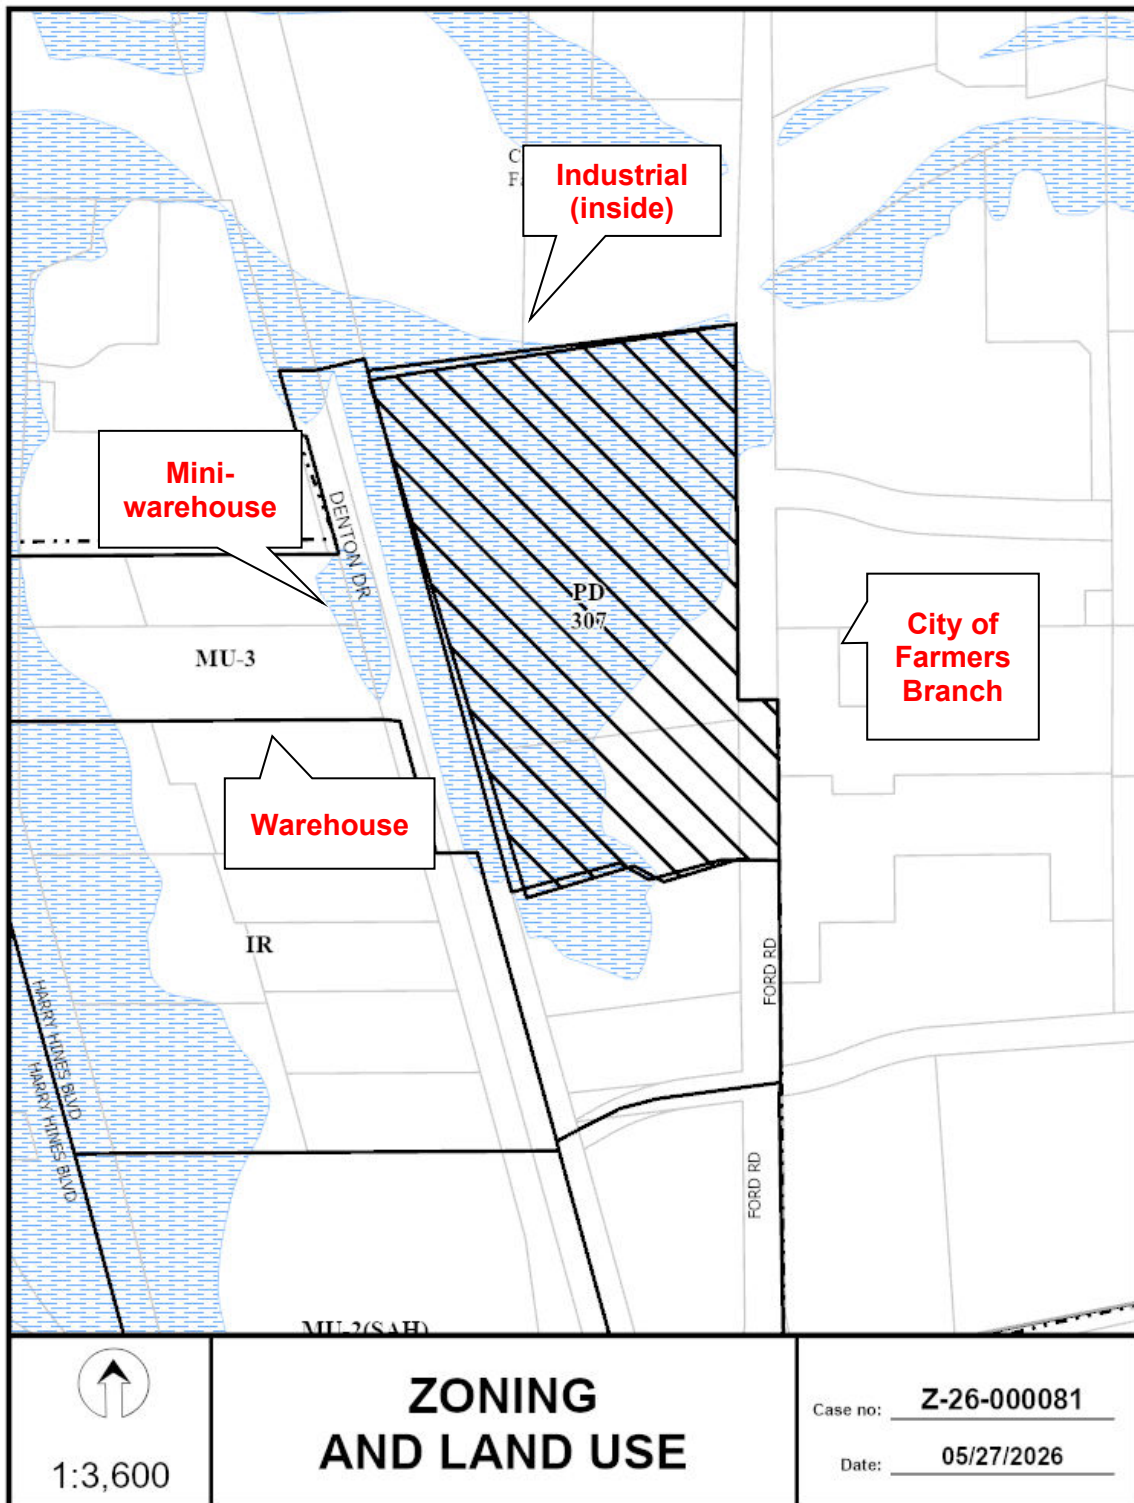 Industrial
(inside)
Mini-
warehouse
DENTON DR
PD
307
City of
Farmers
Branch
MU-3
Warehouse
IR
FORD RD
HARRY HINES BLVD
HARRY HINES BLVD
FORD RD
MU-2(SAH)
1:3,600
ZONING
AND LAND USE
Case no: Z-26-000081
Date: 05/27/2026